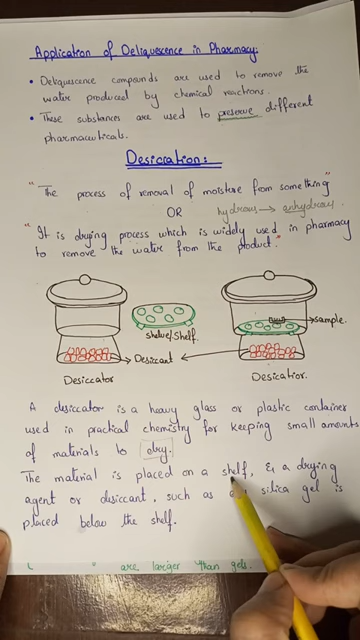 Application of Deliquescence in Pharmacy:
• Deliquescence compounds are used to remove the
water produced by chemical reactions.
• These substances are used to preserve different
pharmaceuticals.
Desiccation:
"The process of removal of moisture from something"
OR hydrous → anhydrous
"It is drying process which is widely used in pharmacy
to remove the water from the product."
shelve/shelf.
sample.
Desiccant
Desiccator
Desicatior.
A desiccator is a heavy glass or plastic container
used in practical chemistry for keeping small amounts
of materials to dry.
The material is placed on a shelf, & a drying
agent or desiccant, such as silica gel is
placed below the shelf.
are larger than gels.